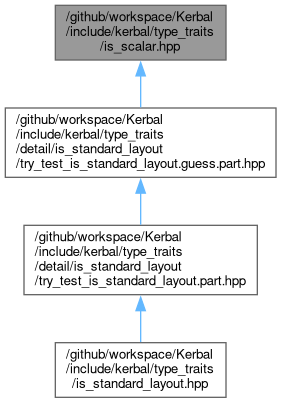 /github/workspace/Kerbal
/include/kerbal/type_traits
/is_scalar.hpp
/github/workspace/Kerbal
/include/kerbal/type_traits
/detail/is_standard_layout
/try_test_is_standard_layout.guess.part.hpp
/github/workspace/Kerbal
/include/kerbal/type_traits
/detail/is_standard_layout
/try_test_is_standard_layout.part.hpp
/github/workspace/Kerbal
/include/kerbal/type_traits
/is_standard_layout.hpp